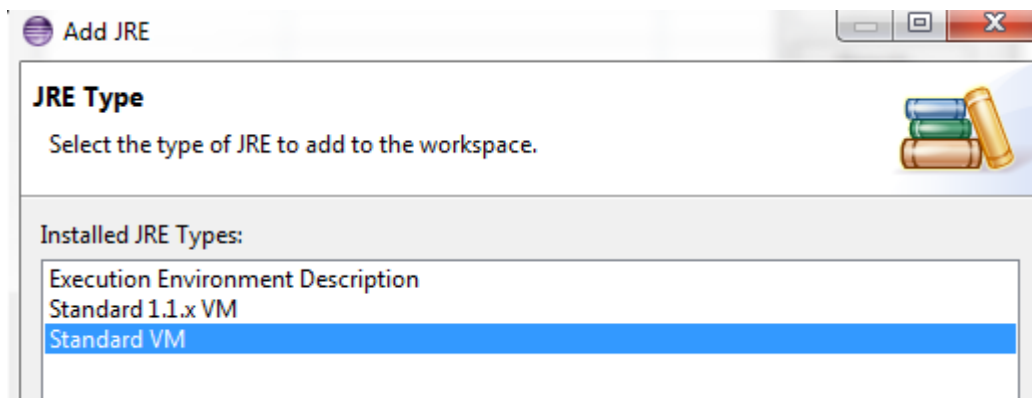 Add JRE
JRE Type
Select the type of JRE to add to the workspace.
Installed JRE Types:
Execution Environment Description
Standard 1.1.x VM
Standard VM